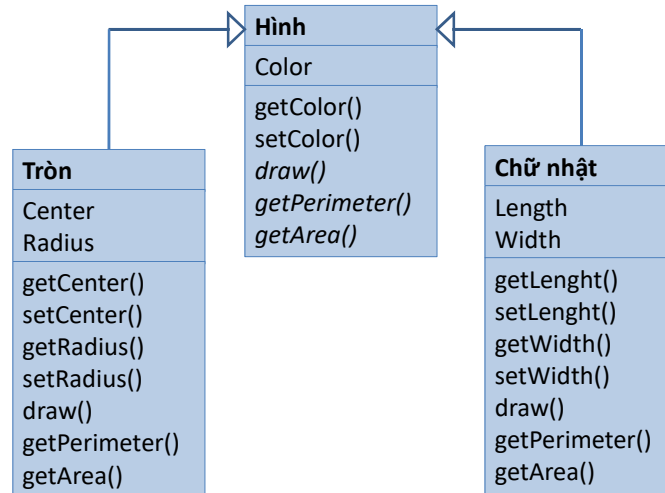 Hình
Color
getColor()
setColor()
draw()
getPerimeter()
getArea()
Tròn
Center
Radius
getCenter()
setCenter()
getRadius()
setRadius()
draw()
getPerimeter()
getArea()
Chữ nhật
Length
Width
getLenght()
setLenght()
getWidth()
setWidth()
draw()
getPerimeter()
getArea()